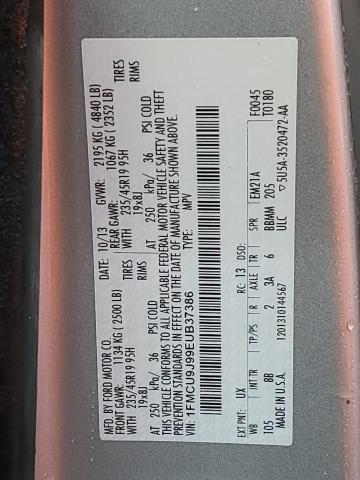 MFD. BY FORD MOTOR CO.
DATE: 10/13 GVWR: 2195 KG ( 4840 LB)
FRONT GAWR: 1134 KG ( 2500 LB) REAR GAWR: 1067 KG ( 2352 LB)
WITH 235/45R19 95H TIRES WITH 235/45R19 95H TIRES
19x8J RIMS 19x8J RIMS
AT 250 kPa/ 36 PSI COLD AT 250 kPa/ 36 PSI COLD
THIS VEHICLE CONFORMS TO ALL APPLICABLE FEDERAL MOTOR VEHICLE SAFETY AND THEFT
PREVENTION STANDARDS IN EFFECT ON THE DATE OF MANUFACTURE SHOWN ABOVE.
VIN: 1FMCU9J99EUB37386 TYPE: MPV
F0045
T0180
EXT PNT: UX RC: 13 DSO:
WB INT TR TP/PS R AXLE TR SPR EM21A
105 BB 2 3A 6 BBMM 205
MADE IN U.S.A. 1201310144567 ULC ▽5U5A-3520472-AA